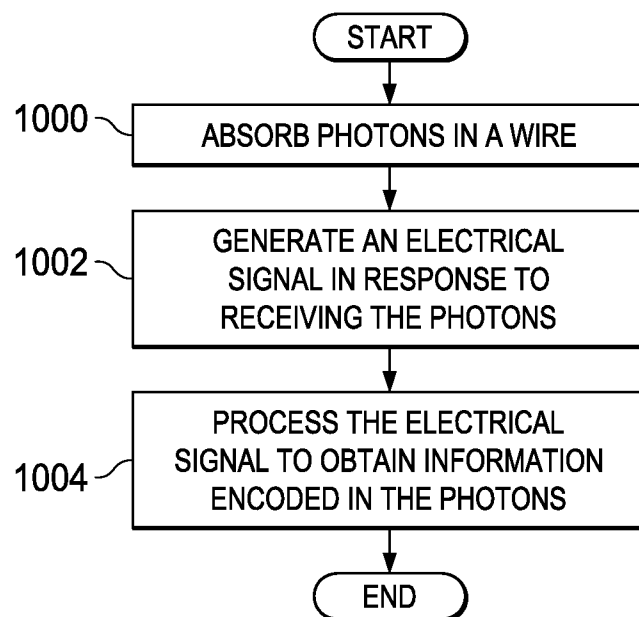 START
1000
ABSORB PHOTONS IN A WIRE
1002
GENERATE AN ELECTRICAL
SIGNAL IN RESPONSE TO
RECEIVING THE PHOTONS
1004
PROCESS THE ELECTRICAL
SIGNAL TO OBTAIN INFORMATION
ENCODED IN THE PHOTONS
END